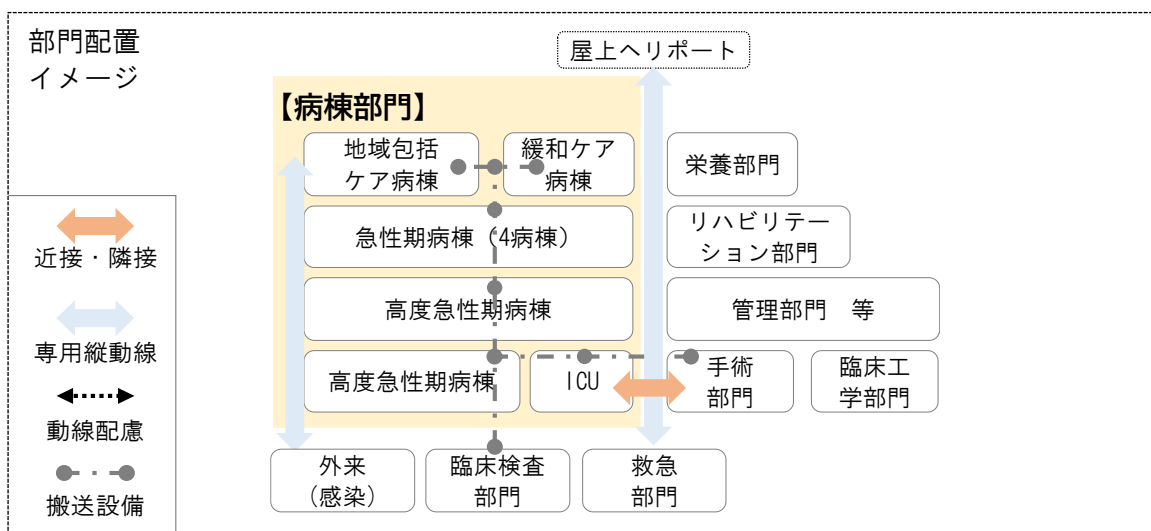 部門配置
イメージ
屋上ヘリポート
【病棟部門】
地域包括
ケア病棟
緩和ケア
病棟
栄養部門
急性期病棟（4病棟）
リハビリテー
ション部門
高度急性期病棟
管理部門　等
高度急性期病棟
ICU
手術
部門
臨床工
学部門
外来
（感染）
臨床検査
部門
救急
部門
近接・隣接
専用縦動線
動線配慮
搬送設備